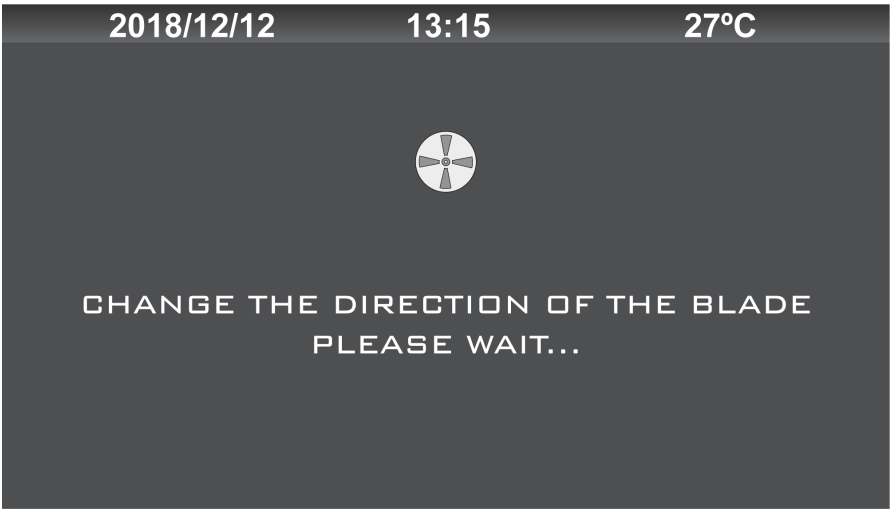 2018/12/12 13:15 27ºC
CHANGE THE DIRECTION OF THE BLADE
PLEASE WAIT...